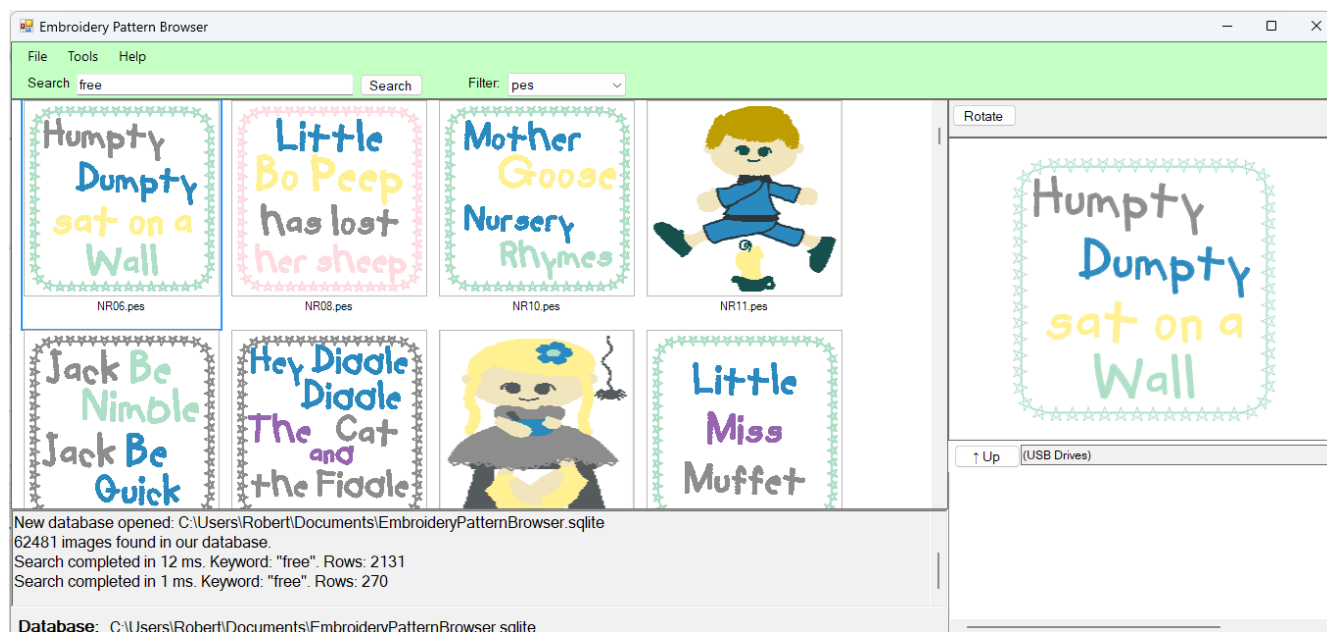 Embroidery Pattern Browser
File Tools Help
Search free Search Filter: pes
Humpty
Dumpty
sat on a
Wall
NR06.pes
Little
Bo Peep
has lost
her sheep
NR08.pes
Mother
Goose
Nursery
Rhymes
NR10.pes
NR11.pes
Jack Be
Nimble
Jack Be
Quick
Hey Diddle
Diddle
The Cat
and
the Fiddle
Little
Miss
Muffet
Rotate
Humpty
Dumpty
sat on a
Wall
↑ Up (USB Drives)
New database opened: C:\Users\Robert\Documents\EmbroideryPatternBrowser.sqlite
62481 images found in our database.
Search completed in 12 ms. Keyword: "free". Rows: 2131
Search completed in 1 ms. Keyword: "free". Rows: 270
Database: C:\Users\Robert\Documents\EmbroideryPatternBrowser.sqlite